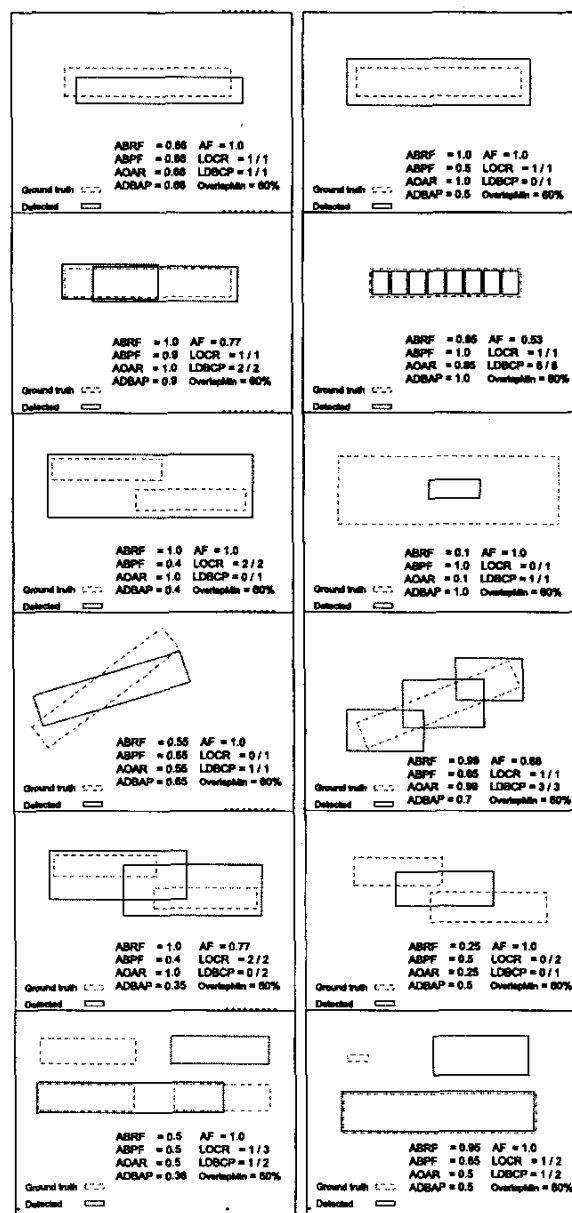 ABRF = 0.66 AF = 1.0
ABPF = 0.66 LOCR = 1 / 1
AOAR = 0.66 LDBCP = 1 / 1
Ground truth ADBAP = 0.66 OverlapMin = 60%
Detected
ABRF = 1.0 AF = 1.0
ABPF = 0.5 LOCR = 1 / 1
AOAR = 1.0 LDBCP = 0 / 1
Ground truth ADBAP = 0.5 OverlapMin = 60%
Detected
ABRF = 1.0 AF = 0.77
ABPF = 0.9 LOCR = 1 / 1
AOAR = 1.0 LDBCP = 2 / 2
Ground truth ADBAP = 0.9 OverlapMin = 60%
Detected
ABRF = 0.85 AF = 0.53
ABPF = 1.0 LOCR = 1 / 1
AOAR = 0.85 LDBCP = 8 / 8
Ground truth ADBAP = 1.0 OverlapMin = 60%
Detected
ABRF = 1.0 AF = 1.0
ABPF = 0.4 LOCR = 2 / 2
AOAR = 1.0 LDBCP = 0 / 1
Ground truth ADBAP = 0.4 OverlapMin = 60%
Detected
ABRF = 0.1 AF = 1.0
ABPF = 1.0 LOCR = 0 / 1
AOAR = 0.1 LDBCP = 1 / 1
Ground truth ADBAP = 1.0 OverlapMin = 60%
Detected
ABRF = 0.55 AF = 1.0
ABPF = 0.65 LOCR = 0 / 1
AOAR = 0.55 LDBCP = 1 / 1
Ground truth ADBAP = 0.65 OverlapMin = 60%
Detected
ABRF = 0.99 AF = 0.68
ABPF = 0.65 LOCR = 1 / 1
AOAR = 0.99 LDBCP = 3 / 3
Ground truth ADBAP = 0.7 OverlapMin = 60%
Detected
ABRF = 1.0 AF = 0.77
ABPF = 0.4 LOCR = 2 / 2
AOAR = 1.0 LDBCP = 0 / 2
Ground truth ADBAP = 0.35 OverlapMin = 60%
Detected
ABRF = 0.25 AF = 1.0
ABPF = 0.5 LOCR = 0 / 2
AOAR = 0.25 LDBCP = 0 / 1
Ground truth ADBAP = 0.5 OverlapMin = 60%
Detected
ABRF = 0.5 AF = 1.0
ABPF = 0.5 LOCR = 1 / 3
AOAR = 0.5 LDBCP = 1 / 2
ADBAP = 0.36 OverlapMin = 60%
Ground truth
Detected
ABRF = 0.95 AF = 1.0
ABPF = 0.65 LOCR = 1 / 2
AOAR = 0.5 LDBCP = 1 / 2
ADBAP = 0.5 OverlapMin = 60%
Ground truth
Detected